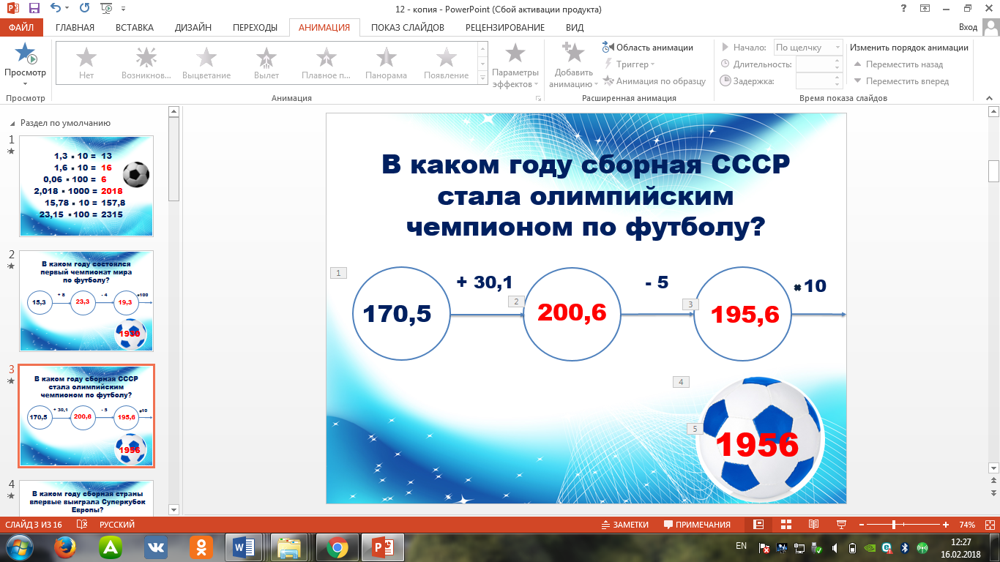 12 - копия - PowerPoint (Сбой активации продукта)
ФАЙЛ ГЛАВНАЯ ВСТАВКА ДИЗАЙН ПЕРЕХОДЫ АНИМАЦИЯ ПОКАЗ СЛАЙДОВ РЕЦЕНЗИРОВАНИЕ ВИД Вход
Просмотр
Нет Возникнов... Выцветание Вылет Плавное п... Панорама Появление
Параметры эффектов
Добавить анимацию
Область анимации
Триггер
Анимация по образцу
Начало: По щелчку
Длительность:
Задержка:
Изменить порядок анимации
Переместить назад
Переместить вперед
Просмотр Анимация Расширенная анимация Время показа слайдов
Раздел по умолчанию
1
1,3 ▪ 10 = 13
1,6 ▪ 10 = 16
0,06 ▪ 100 = 6
2,018 ▪ 1000 = 2018
15,78 ▪ 10 = 157,8
23,15 ▪ 100 = 2315
2
В каком году состоялся
первый чемпионат мира
по футболу?
+ 8 - 4 •100
15,3 23,3 19,3
1930
3
В каком году сборная СССР
стала олимпийским
чемпионом по футболу?
+ 30,1 - 5 •10
170,5 200,6 195,6
1956
4
В каком году сборная страны
впервые выиграла Суперкубок
Европы?
В каком году сборная СССР
стала олимпийским
чемпионом по футболу?
1 + 30,1 - 5 •10
2 3
170,5 200,6 195,6
4
5
1956
СЛАЙД 3 ИЗ 16 РУССКИЙ ЗАМЕТКИ ПРИМЕЧАНИЯ 74%
EN 12:27
16.02.2018